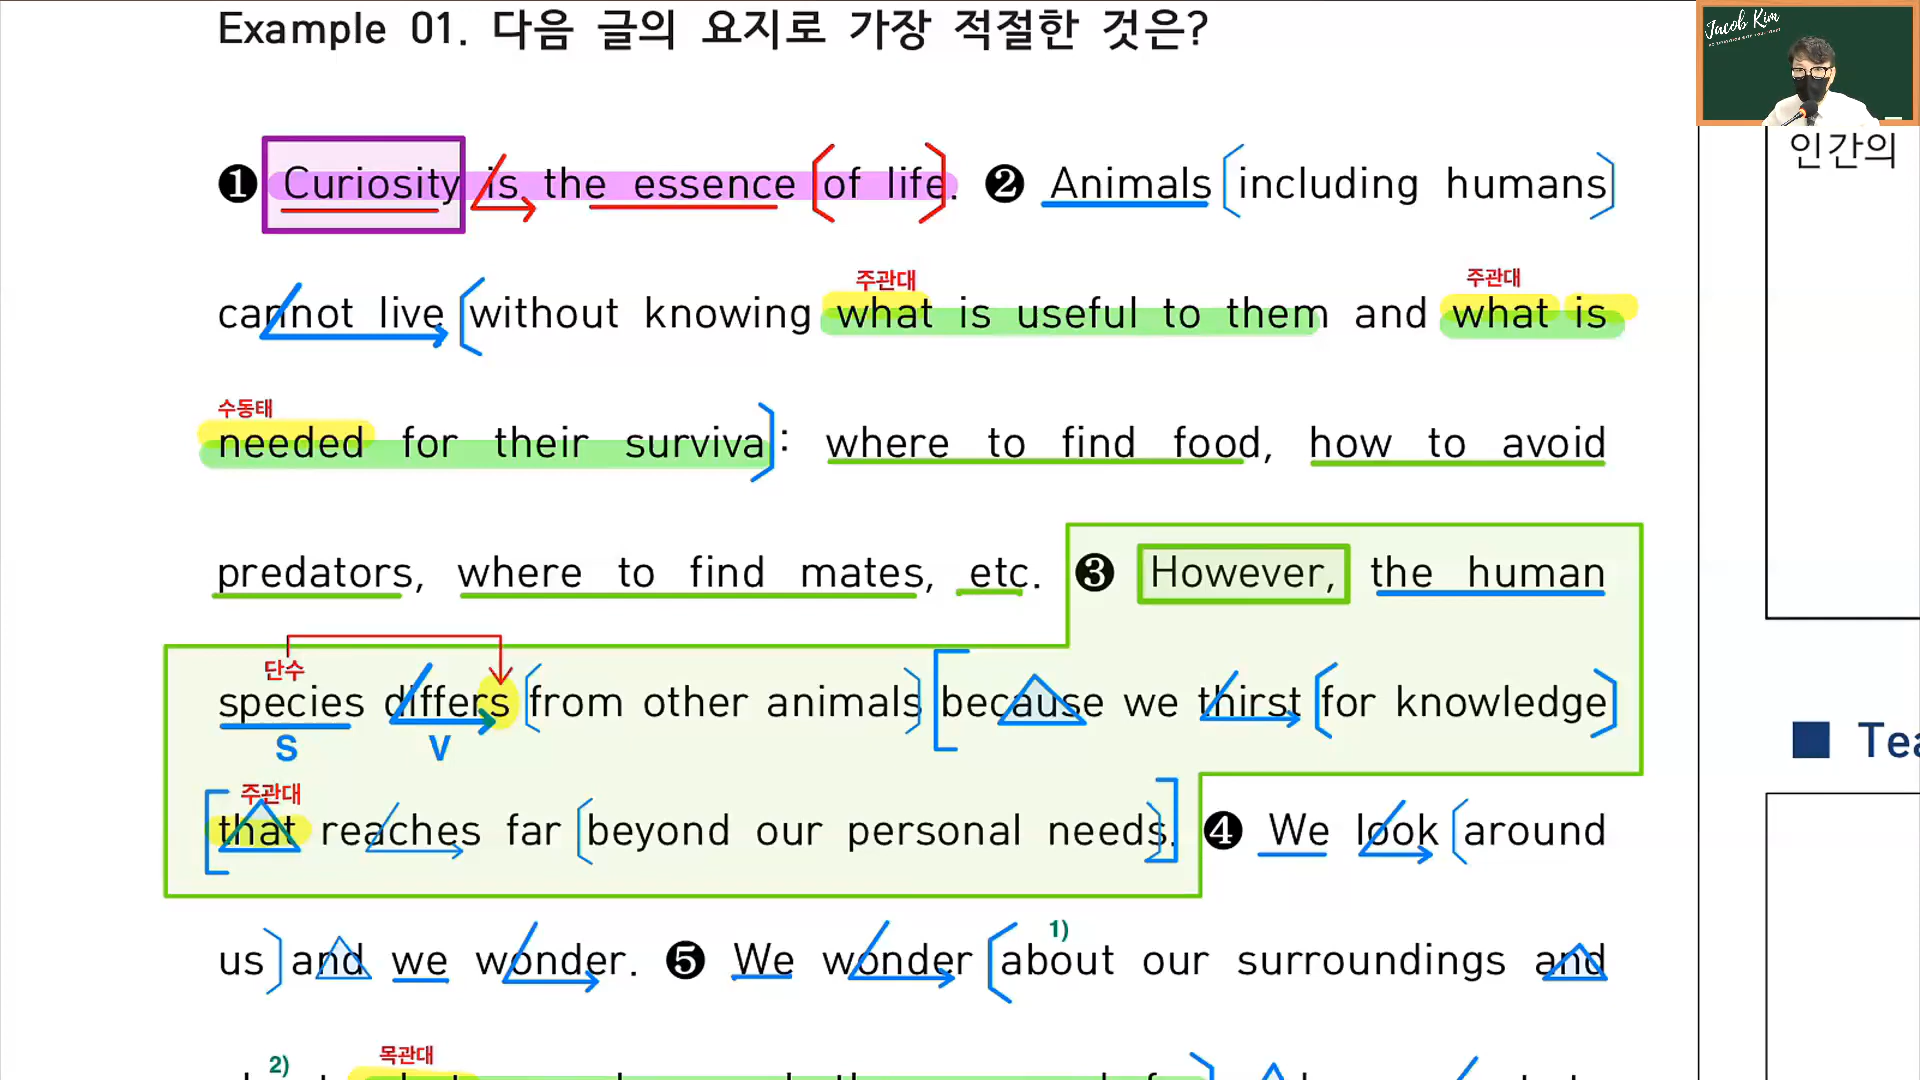 Example 01. 다음 글의 요지로 가장 적절한 것은?
Jacob Kim
인간의
❶ Curiosity is the essence of life. ❷ Animals (including humans)
주관대 주관대
cannot live (without knowing what is useful to them and what is
수동태
needed for their surviva): where to find food, how to avoid
predators, where to find mates, etc. ❸ However, the human
단수
species differs (from other animals) [because we thirst (for knowledge)
S V
Tea
주관대
[that reaches far (beyond our personal needs).] ❹ We look (around
us) and we wonder. ❺ We wonder (about our surroundings and
1)
2) 목관대